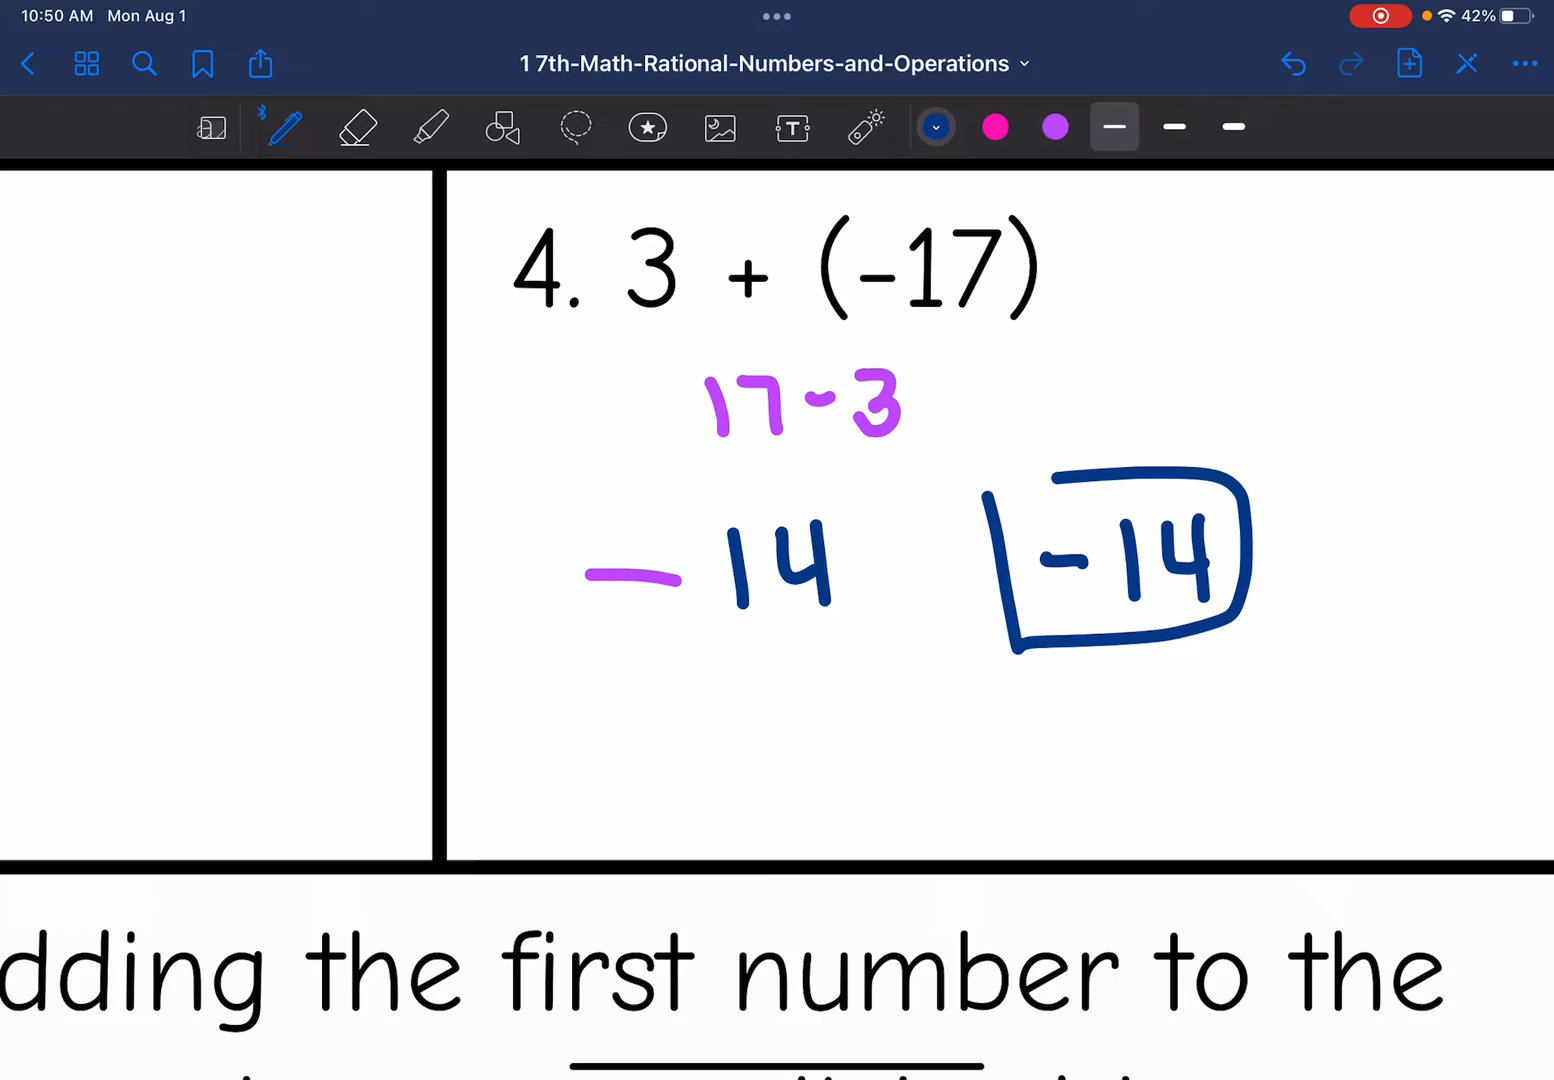 10:50 AM Mon Aug 1
42%
1 7th-Math-Rational-Numbers-and-Operations
T
4. 3 + (-17)
17-3
- 14
-14
dding the first number to the